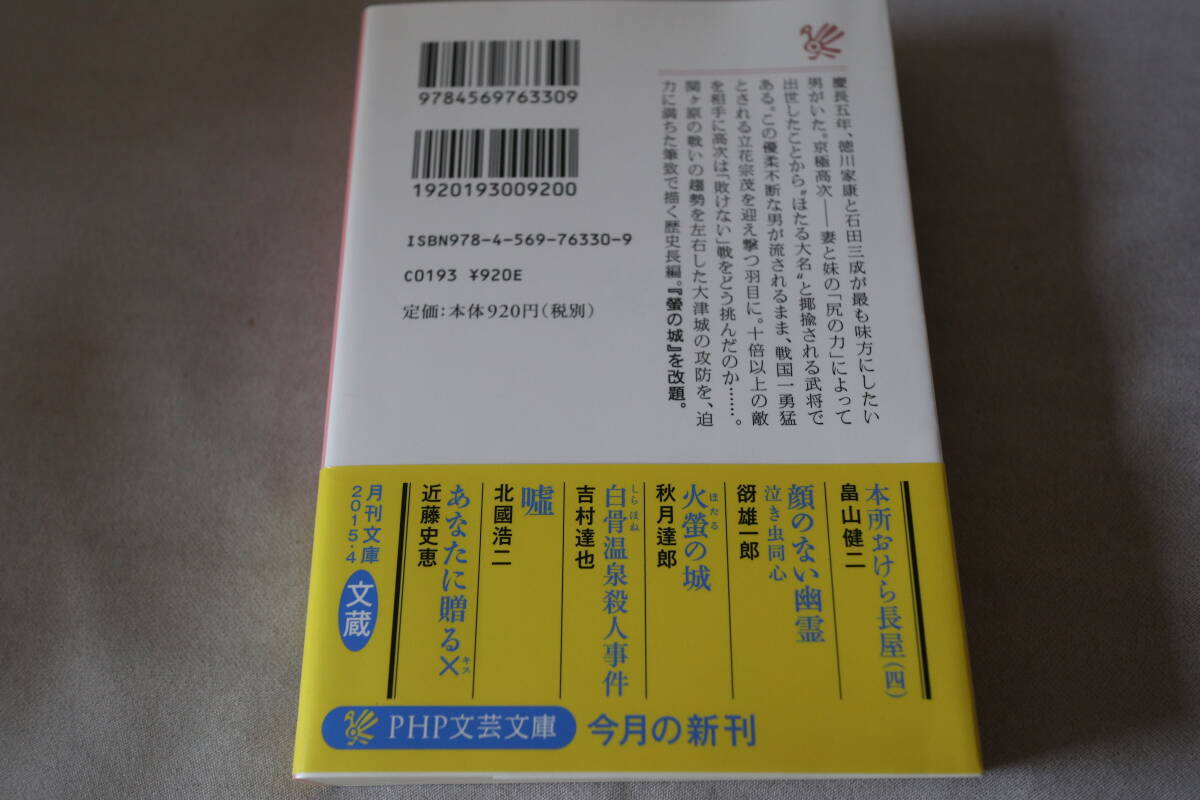 慶長五年、徳川家康と石田三成が最も味方にしたい
男がいた。京極高次――妻と妹の「尻の力」によって
出世したことから〝ほたる大名〟と揶揄される武将で
ある。この優柔不断な男が流されるまま、戦国一勇猛
とされる立花宗茂を迎え撃つ羽目に。十倍以上の敵
を相手に高次は「敗けない」戦をどう挑んだのか……。
関ヶ原の戦いの趨勢を左右した大津城の攻防を、迫
力に満ちた筆致で描く歴史長編。『螢の城』を改題。
9784569763309
1920193009200
ISBN978-4-569-76330-9
C0193 ¥920E
定価:本体920円(税別)
本所おけら長屋(四)
畠山健二
顔のない幽霊
泣き虫同心
谺雄一郎
火螢の城
ほたる
秋月達郎
白骨温泉殺人事件
しらほね
吉村達也
嘘
北國浩二
あなたに贈る×
キス
近藤史恵
月刊文庫
2015・4
文蔵
PHP文芸文庫
今月の新刊